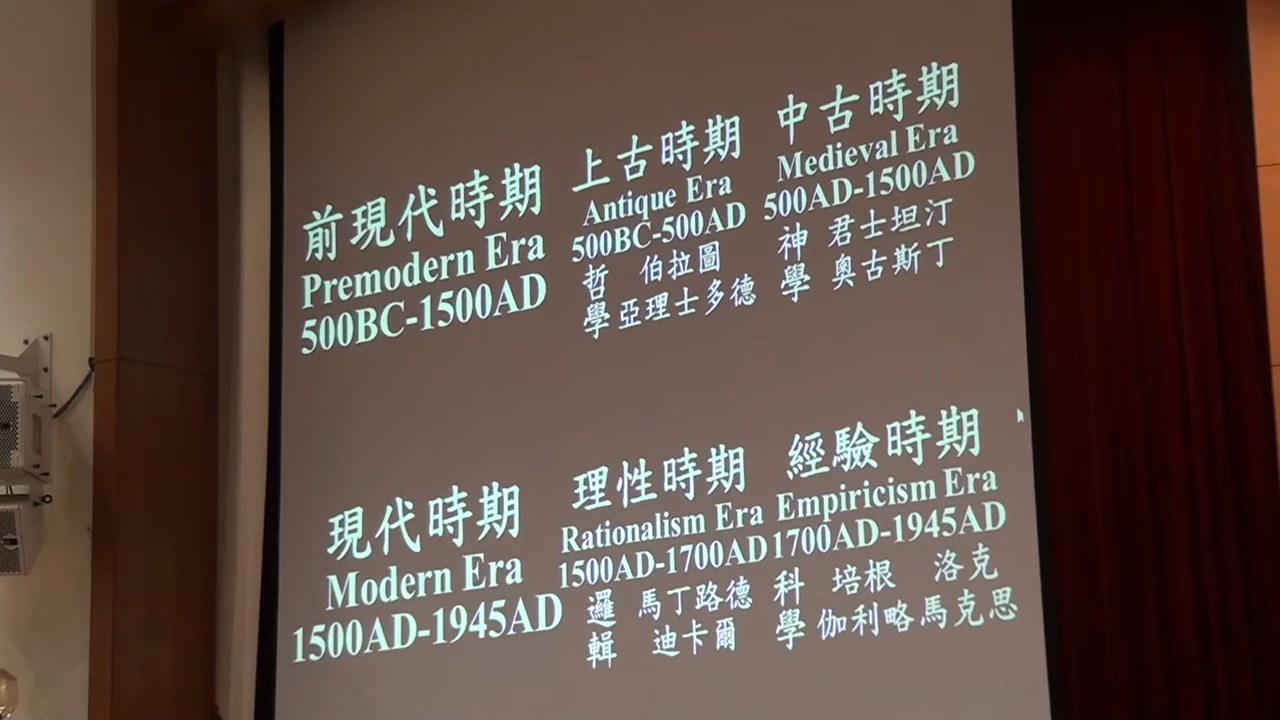 前現代時期
Premodern Era
500BC-1500AD
上古時期
Antique Era
500BC-500AD
哲學
伯拉圖
亞理士多德
中古時期
Medieval Era
500AD-1500AD
神學
君士坦汀
奧古斯丁
現代時期
Modern Era
1500AD-1945AD
理性時期
Rationalism Era
1500AD-1700AD
邏輯
馬丁路德
迪卡爾
經驗時期
Empiricism Era
1700AD-1945AD
科學
培根 洛克
伽利略馬克思